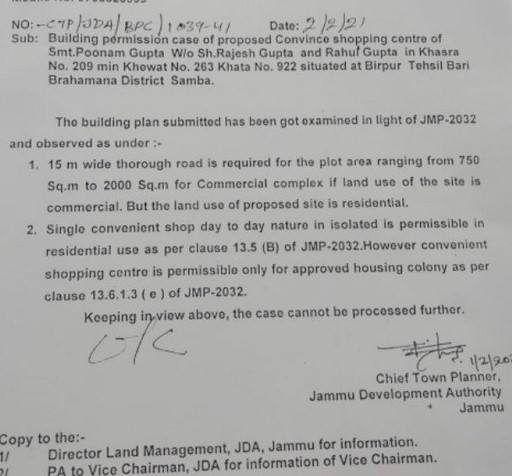 NO:-CTP/JDA/BPC/1039-41 Date: 2/2/21
Sub: Building permission case of proposed Convince shopping centre of
Smt.Poonam Gupta W/o Sh.Rajesh Gupta and Rahul Gupta in Khasra
No. 209 min Khewat No. 263 Khata No. 922 situated at Birpur Tehsil Bari
Brahamana District Samba.
The building plan submitted has been got examined in light of JMP-2032
and observed as under :-
1. 15 m wide thorough road is required for the plot area ranging from 750
Sq.m to 2000 Sq.m for Commercial complex if land use of the site is
commercial. But the land use of proposed site is residential.
2. Single convenient shop day to day nature in isolated is permissible in
residential use as per clause 13.5 (B) of JMP-2032.However convenient
shopping centre is permissible only for approved housing colony as per
clause 13.6.1.3 ( e ) of JMP-2032.
Keeping in view above, the case cannot be processed further.
Chief Town Planner,
Jammu Development Authority
Jammu
Copy to the:-
1/ Director Land Management, JDA, Jammu for information.
2/ PA to Vice Chairman, JDA for information of Vice Chairman.